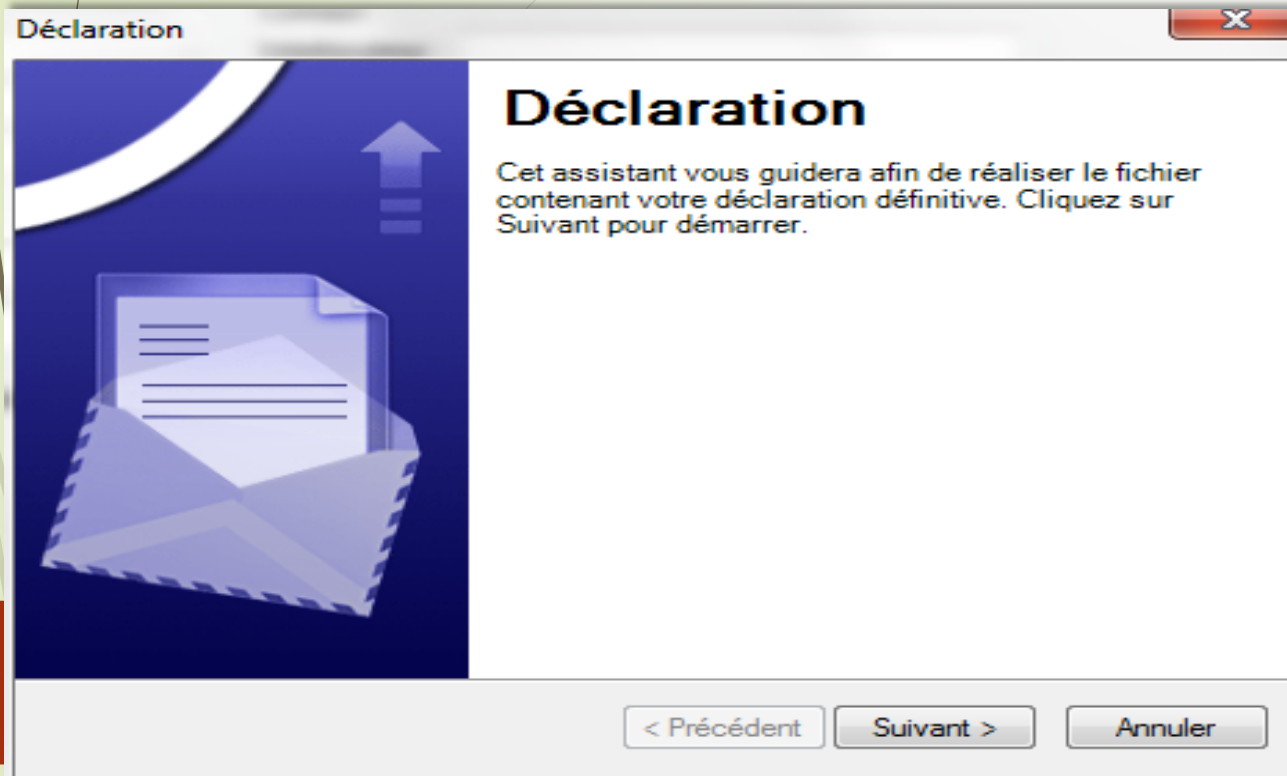 Déclaration
Déclaration
Cet assistant vous guidera afin de réaliser le fichier
contenant votre déclaration définitive. Cliquez sur
Suivant pour démarrer.
< Précédent Suivant > Annuler